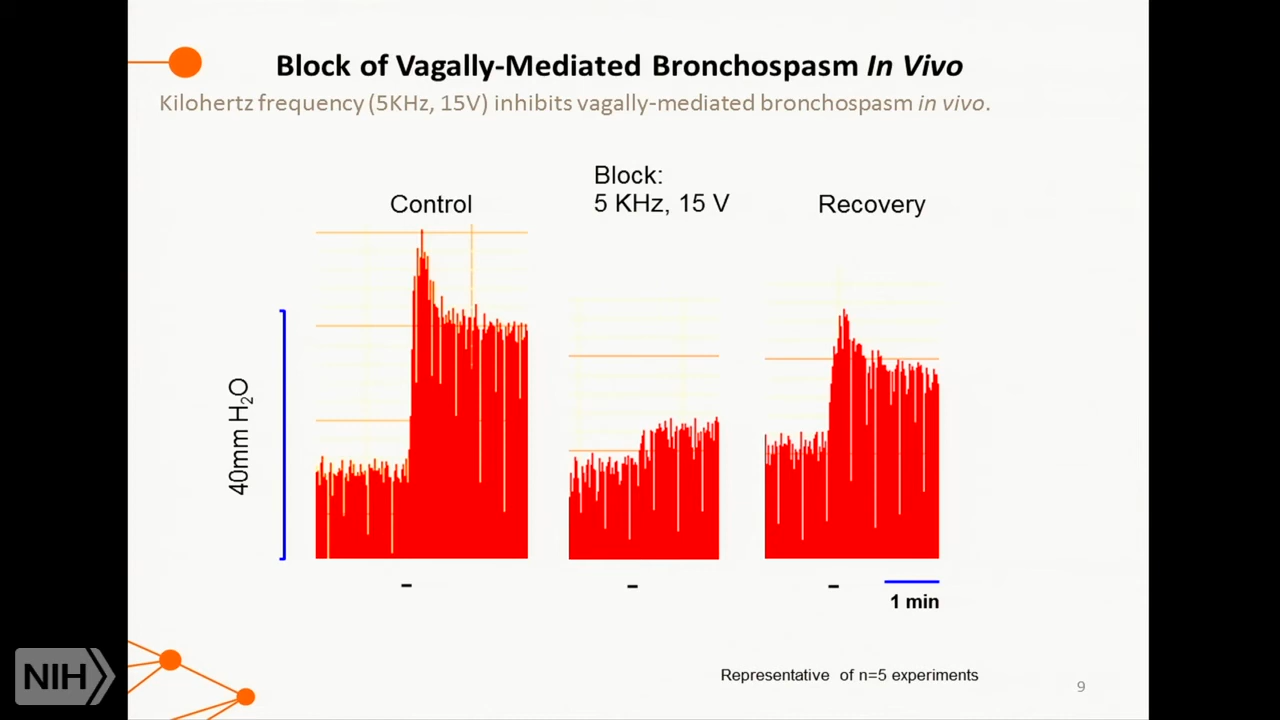 Block of Vagally-Mediated Bronchospasm In Vivo
Kilohertz frequency (5KHz, 15V) inhibits vagally-mediated bronchospasm in vivo.
Control
Block:
5 KHz, 15 V
Recovery
40mm H₂O
1 min
Representative of n=5 experiments
9
NIH